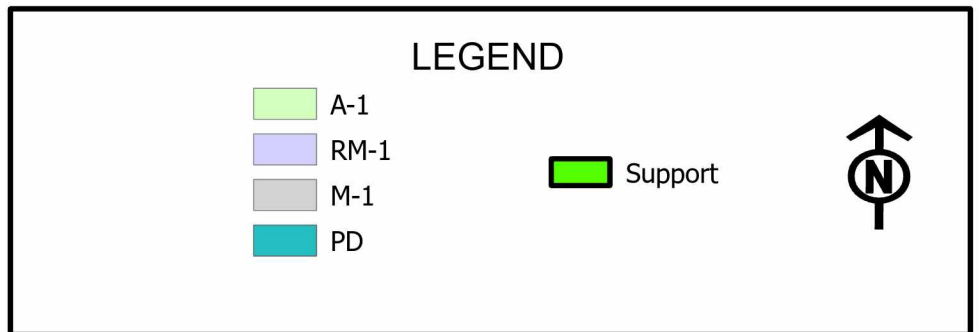 LEGEND
A-1
RM-1
M-1
PD
Support
N